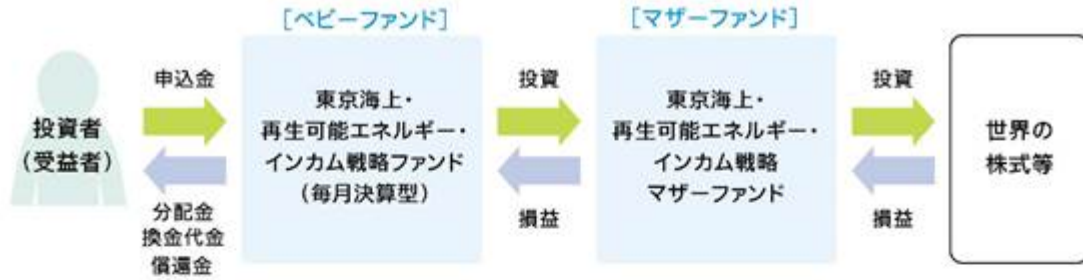 [ベビーファンド]
[マザーファンド]
投資者
(受益者)
申込金
分配金
換金代金
償還金
東京海上・
再生可能エネルギー・
インカム戦略ファンド
(毎月決算型)
投資
損益
東京海上・
再生可能エネルギー・
インカム戦略
マザーファンド
投資
損益
世界の
株式等